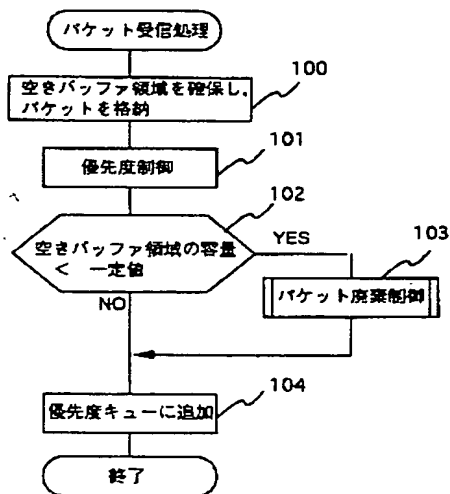 パケット受信処理
100
空きバッファ領域を確保し,
パケットを格納
101
優先度制御
102
空きバッファ領域の容量
< 一定値
YES
103
パケット廃棄制御
NO
104
優先度キューに追加
終了